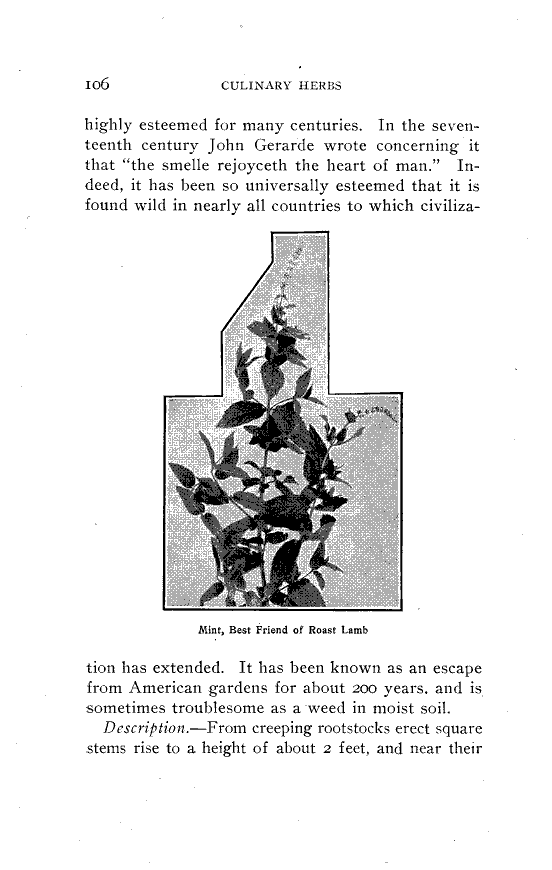 106 CULINARY HERBS
highly esteemed for many centuries. In the seven-
teenth century John Gerarde wrote concerning it
that "the smelle rejoyceth the heart of man." In-
deed, it has been so universally esteemed that it is
found wild in nearly all countries to which civiliza-
Mint, Best Friend of Roast Lamb
tion has extended. It has been known as an escape
from American gardens for about 200 years, and is
sometimes troublesome as a weed in moist soil.
Description.—From creeping rootstocks erect square
stems rise to a height of about 2 feet, and near their